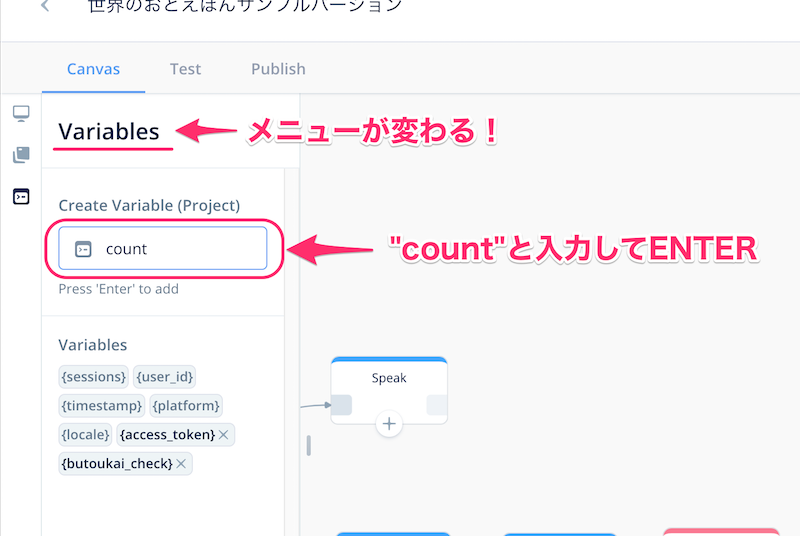 世界のおとえほんサンプルバージョン
Canvas Test Publish
Variables
メニューが変わる！
Create Variable (Project)
count
"count"と入力してENTER
Press 'Enter' to add
Variables
{sessions} {user_id}
{timestamp} {platform}
{locale} {access_token} ×
{butoukai_check} ×
Speak
+